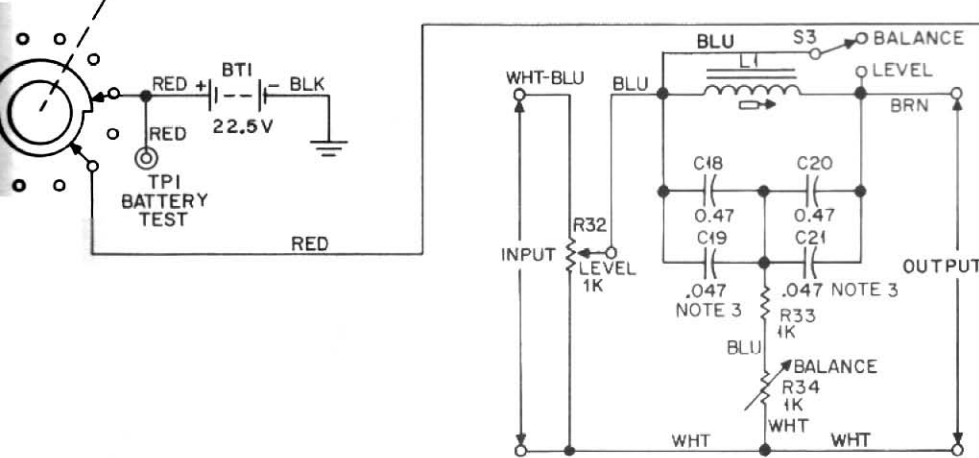 RED + BT1 - BLK
22.5V
RED
TP1
BATTERY
TEST
RED
WHT-BLU
BLU
BLU
S3
BALANCE
L1
LEVEL
BRN
C18
0.47
C20
0.47
R32
LEVEL
1K
INPUT
C19
.047
NOTE 3
C21
.047 NOTE 3
OUTPUT
R33
1K
BLU
BALANCE
R34
1K
WHT
WHT
WHT